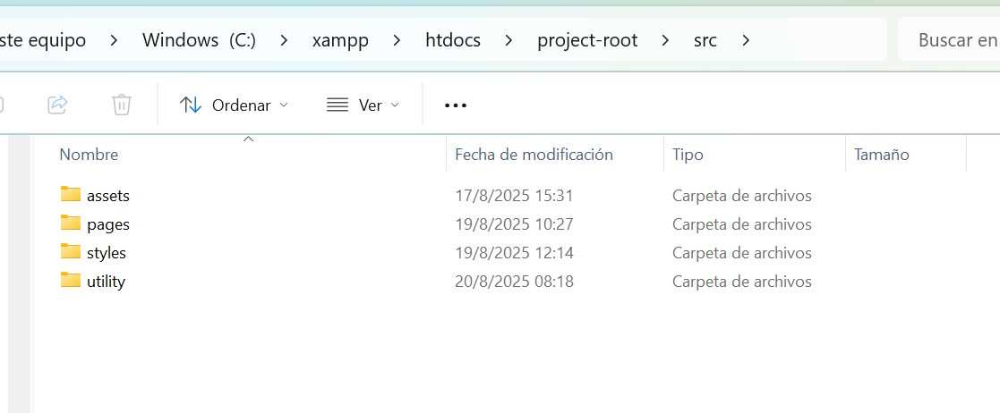 ste equipo > Windows (C:) > xampp > htdocs > project-root > src > Buscar en
Ordenar Ver
Nombre Fecha de modificación Tipo Tamaño
assets 17/8/2025 15:31 Carpeta de archivos
pages 19/8/2025 10:27 Carpeta de archivos
styles 19/8/2025 12:14 Carpeta de archivos
utility 20/8/2025 08:18 Carpeta de archivos